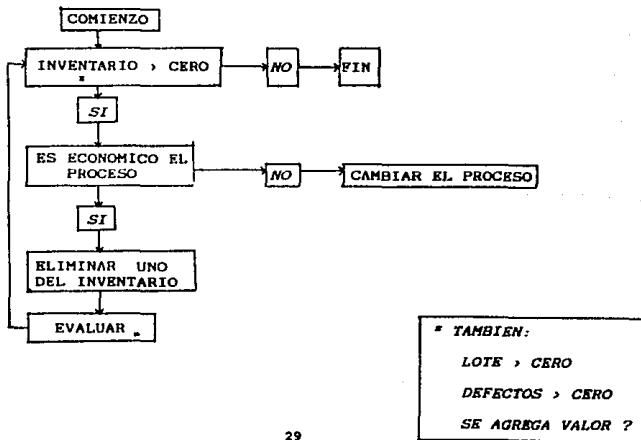 COMIENZO
INVENTARIO > CERO
*
NO
FIN
SI
ES ECONOMICO EL
PROCESO
NO
CAMBIAR EL PROCESO
SI
ELIMINAR UNO
DEL INVENTARIO
EVALUAR
* TAMBIEN:
LOTE > CERO
DEFECTOS > CERO
SE AGREGA VALOR ?
29